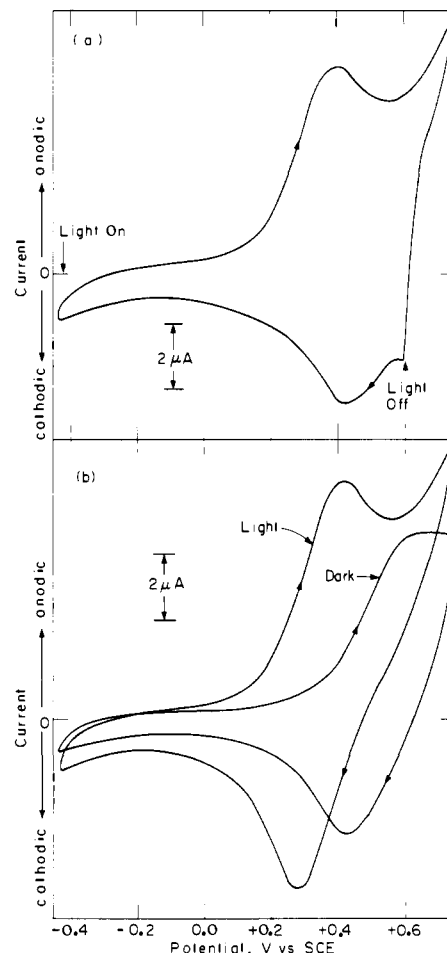 (a)
anodic
Light On
0
Current
2 μA
cathodic
Light
Off
(b)
Light
2 μA
Dark
anodic
0
Current
cathodic
-0.4
-0.2
0.0
+0.2
+0.4
+0.6
Potential, V vs SCE